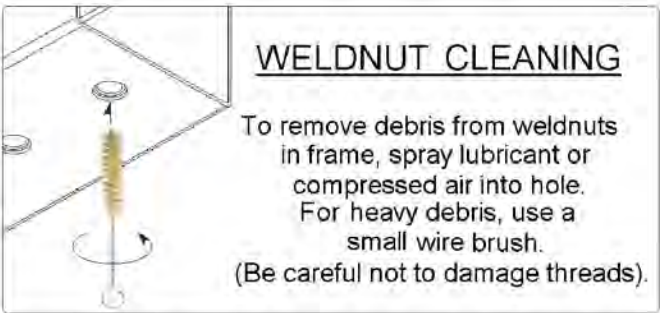 WELDNUT CLEANING
To remove debris from weldnuts
in frame, spray lubricant or
compressed air into hole.
For heavy debris, use a
small wire brush.
(Be careful not to damage threads).